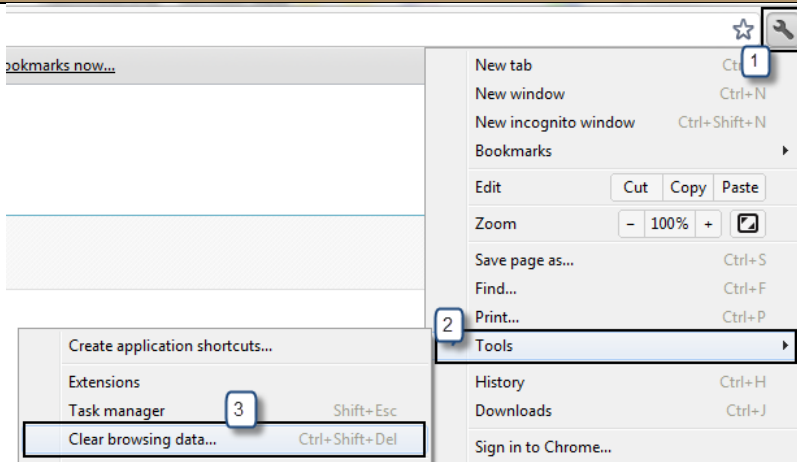 1
ookmarks now...
New tab Ctr
New window Ctrl+N
New incognito window Ctrl+Shift+N
Bookmarks
Edit Cut Copy Paste
Zoom - 100% +
Save page as... Ctrl+S
Find... Ctrl+F
Print... Ctrl+P
2
Tools
History Ctrl+H
Downloads Ctrl+J
Sign in to Chrome...
Create application shortcuts...
Extensions
Task manager Shift+Esc
3
Clear browsing data... Ctrl+Shift+Del